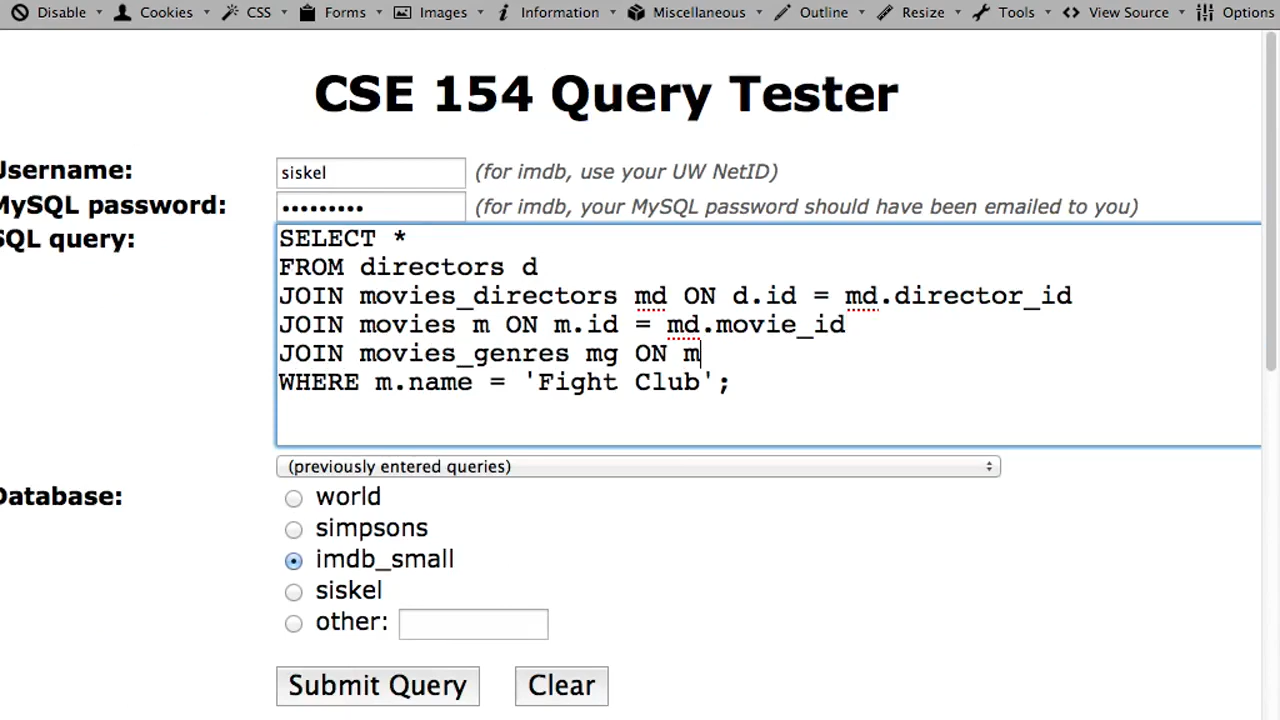 Disable Cookies CSS Forms Images Information Miscellaneous Outline Resize Tools View Source Options
CSE 154 Query Tester
Username: siskel (for imdb, use your UW NetID)
MySQL password: ••••••••• (for imdb, your MySQL password should have been emailed to you)
SQL query:
SELECT *
FROM directors d
JOIN movies_directors md ON d.id = md.director_id
JOIN movies m ON m.id = md.movie_id
JOIN movies_genres mg ON m
WHERE m.name = 'Fight Club';
(previously entered queries)
Database:
world
simpsons
imdb_small
siskel
other:
Submit Query Clear